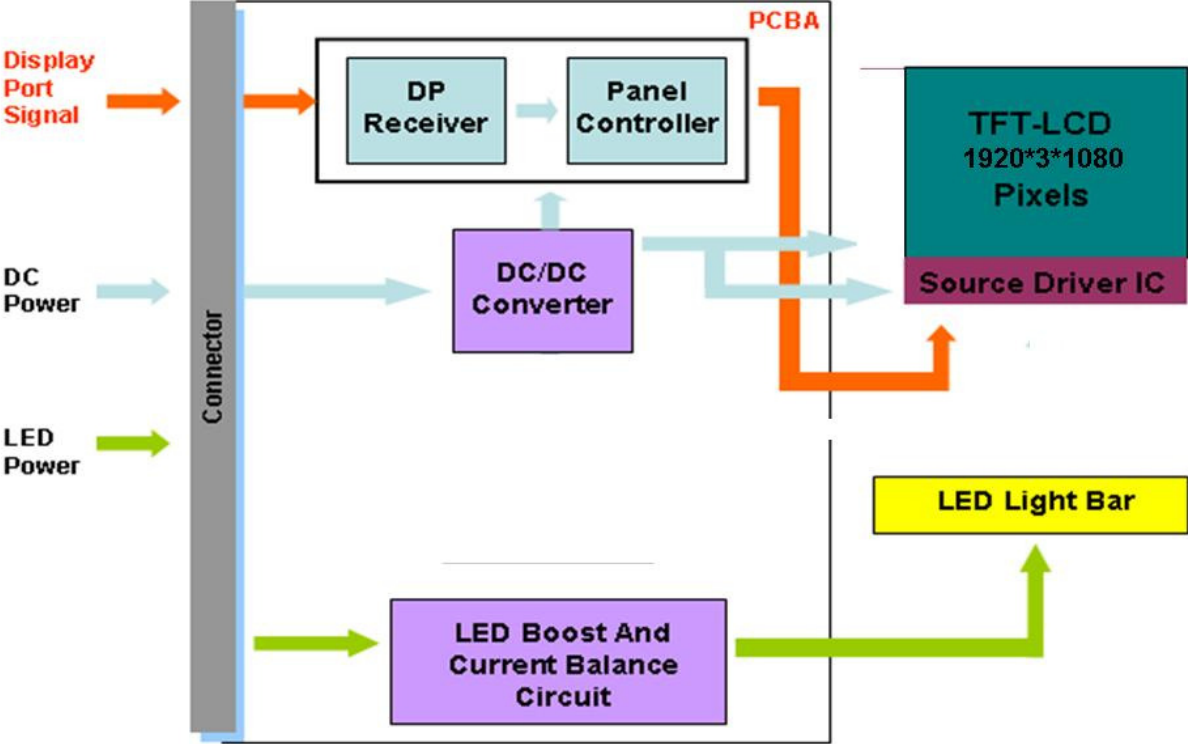 PCBA
Display
Port
Signal
DP
Receiver
Panel
Controller
TFT-LCD
1920*3*1080
Pixels
Source Driver IC
DC
Power
DC/DC
Converter
Connector
LED
Power
LED Light Bar
LED Boost And
Current Balance
Circuit